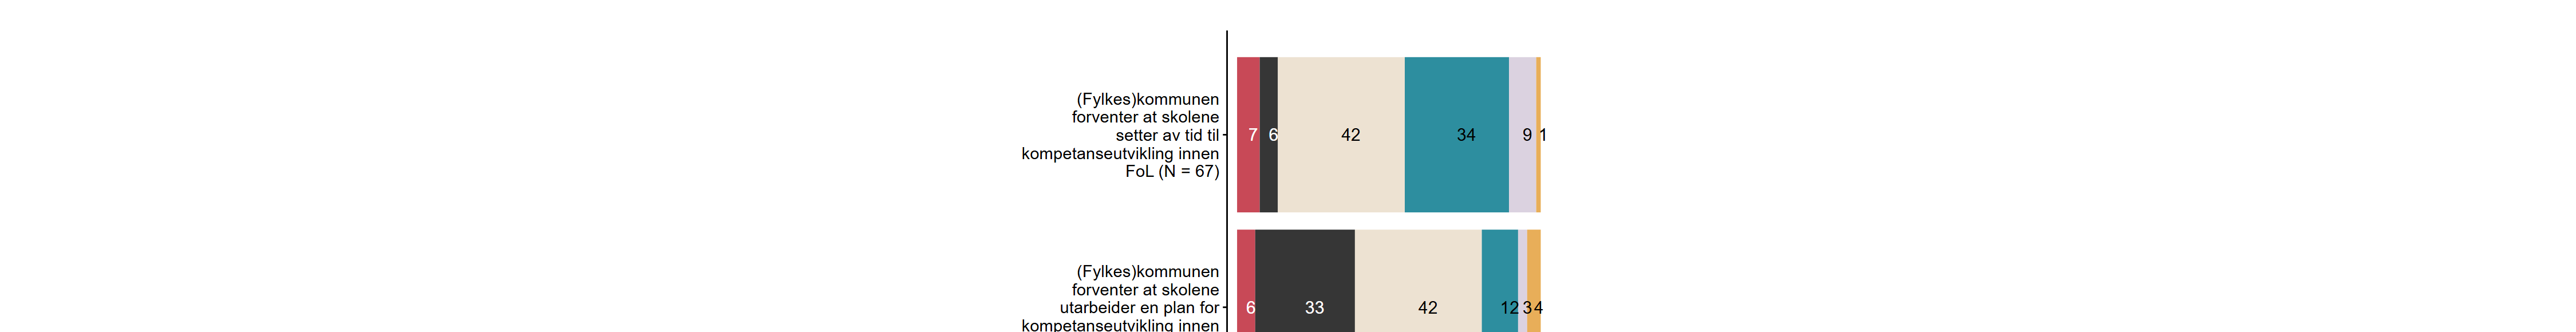 (Fylkes)kommunen
forventer at skolene
setter av tid til
kompetanseutvikling innen
FoL (N = 67)
7 6 42 34 9 1
(Fylkes)kommunen
forventer at skolene
utarbeider en plan for
kompetanseutvikling innen
6 33 42 12 3 4